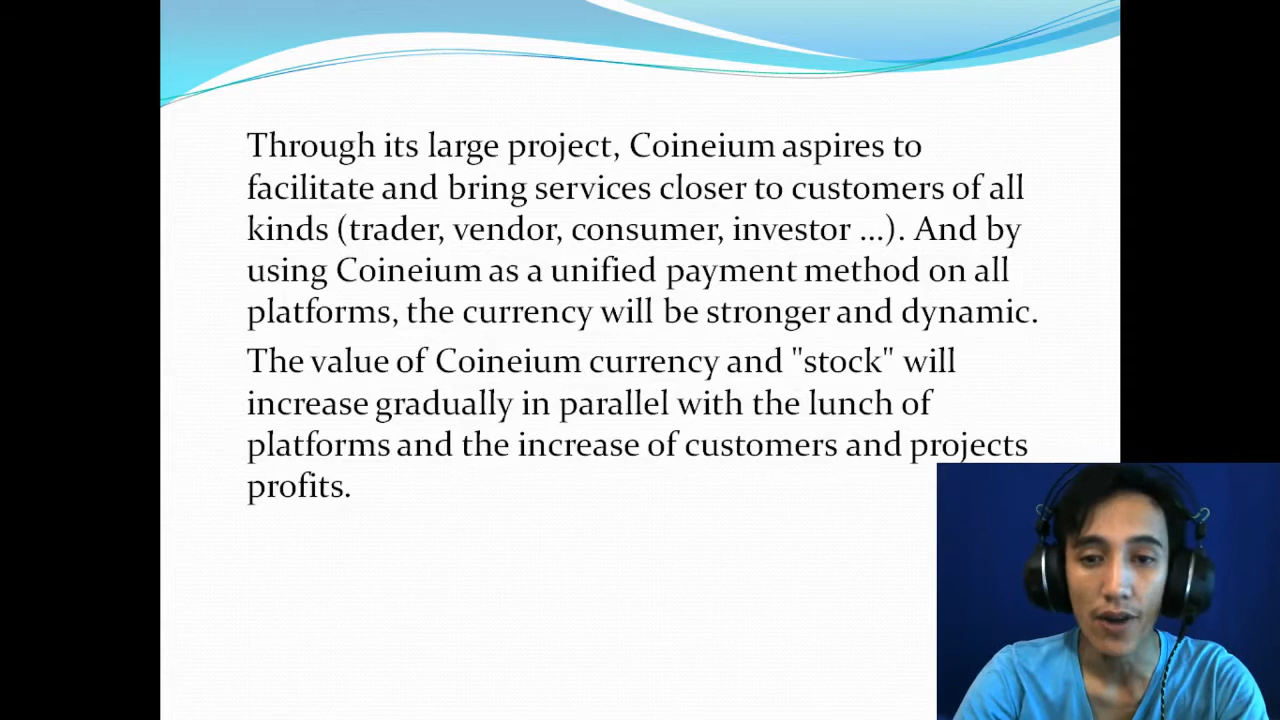 Through its large project, Coineium aspires to
facilitate and bring services closer to customers of all
kinds (trader, vendor, consumer, investor ...). And by
using Coineium as a unified payment method on all
platforms, the currency will be stronger and dynamic.
The value of Coineium currency and "stock" will
increase gradually in parallel with the lunch of
platforms and the increase of customers and projects
profits.